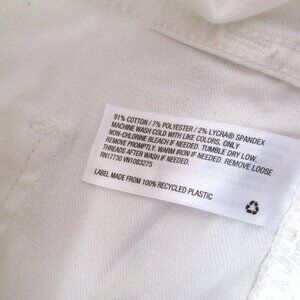 91% COTTON / 7% POLYESTER / 2% LYCRA® SPANDEX
MACHINE WASH COLD WITH LIKE COLORS. ONLY
NON-CHLORINE BLEACH IF NEEDED. TUMBLE DRY LOW.
REMOVE PROMPTLY. WARM IRON IF NEEDED. REMOVE LOOSE
THREADS AFTER WASH IF NEEDED.
RN17730 VN1083275
LABEL MADE FROM 100% RECYCLED PLASTIC